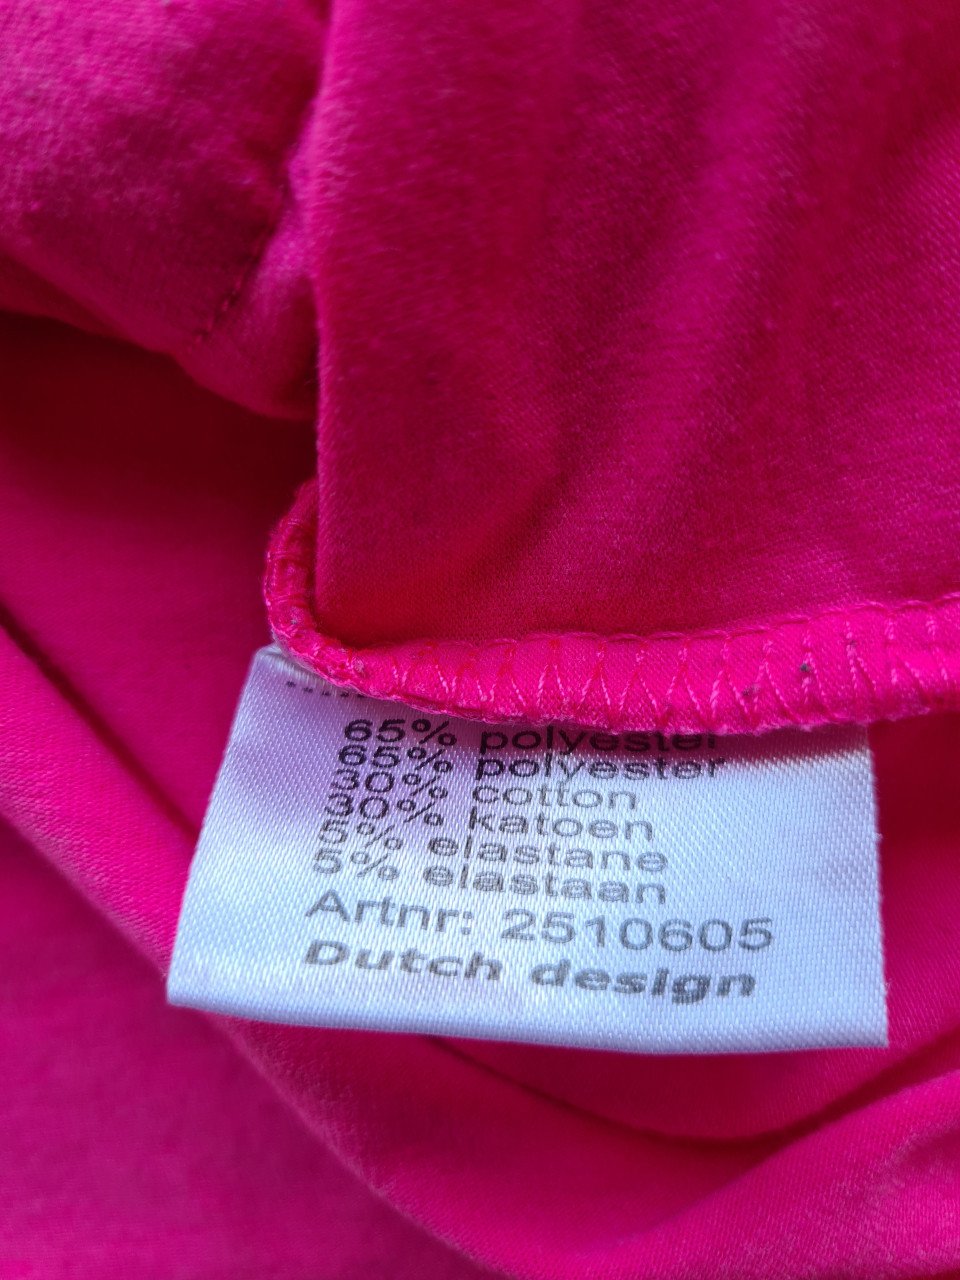 65% polyester
65% polyester
30% cotton
30% katoen
5% elastane
5% elastaan
Artnr: 2510605
Dutch design